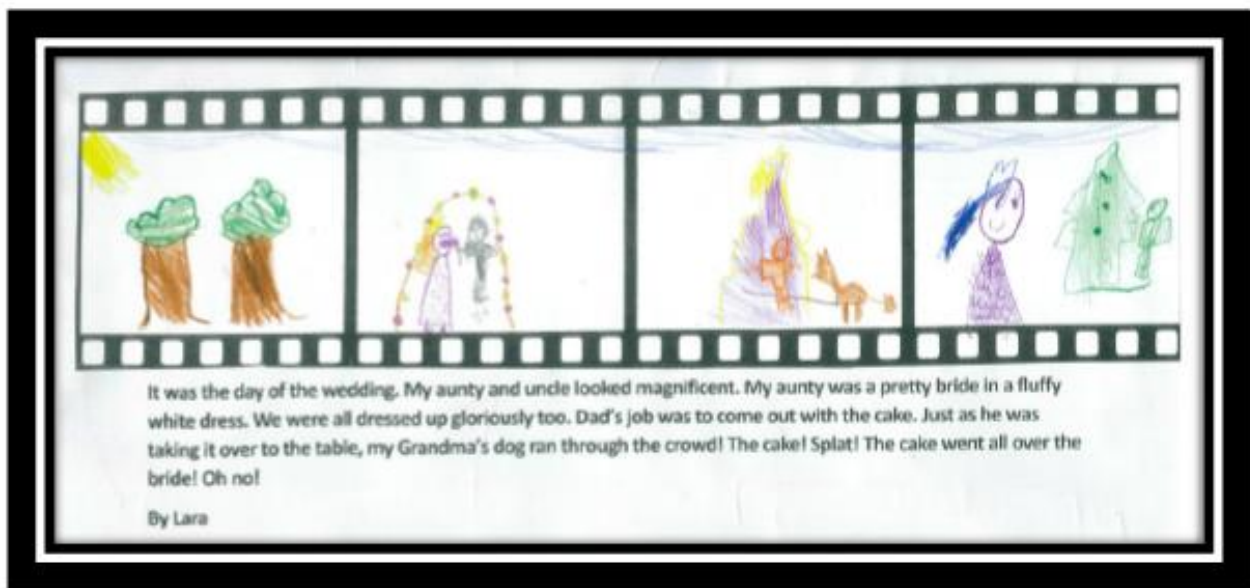 It was the day of the wedding. My aunty and uncle looked magnificent. My aunty was a pretty bride in a fluffy
white dress. We were all dressed up gloriously too. Dad's job was to come out with the cake. Just as he was
taking it over to the table, my Grandma's dog ran through the crowd! The cake! Splat! The cake went all over the
bride! Oh no!
By Lara